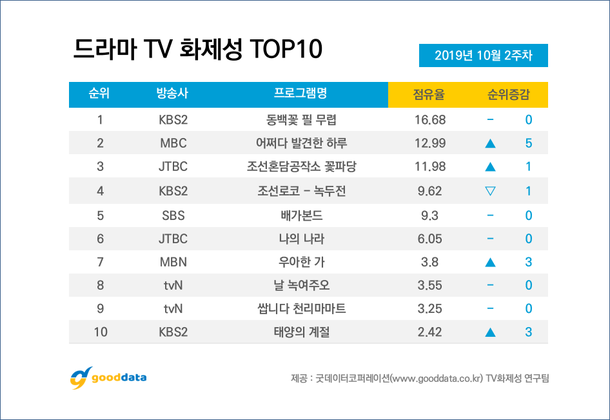 드라마 TV 화제성 TOP10
2019년 10월 2주차
순위 방송사 프로그램명 점유율 순위증감
1 KBS2 동백꽃 필 무렵 16.68 – 0
2 MBC 어쩌다 발견한 하루 12.99 ▲ 5
3 JTBC 조선혼담공작소 꽃파당 11.98 ▲ 1
4 KBS2 조선로코 – 녹두전 9.62 ▽ 1
5 SBS 배가본드 9.3 – 0
6 JTBC 나의 나라 6.05 – 0
7 MBN 우아한 가 3.8 ▲ 3
8 tvN 날 녹여주오 3.55 – 0
9 tvN 쌉니다 천리마마트 3.25 – 0
10 KBS2 태양의 계절 2.42 ▲ 3
gooddata
제공 : 굿데이터코퍼레이션(www.gooddata.co.kr) TV화제성 연구팀